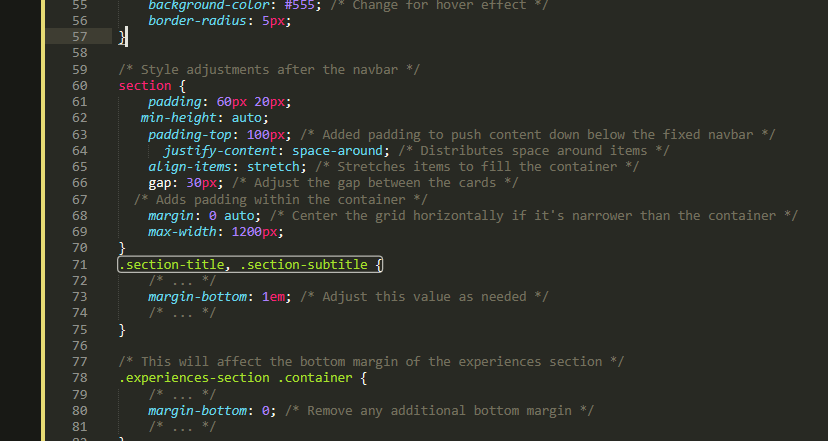 55 background-color: #555; /* Change for hover effect */
56 border-radius: 5px;
57 }
58
59 /* Style adjustments after the navbar */
60 section {
61 padding: 60px 20px;
62 min-height: auto;
63 padding-top: 100px; /* Added padding to push content down below the fixed navbar */
64 justify-content: space-around; /* Distributes space around items */
65 align-items: stretch; /* Stretches items to fill the container */
66 gap: 30px; /* Adjust the gap between the cards */
67 /* Adds padding within the container */
68 margin: 0 auto; /* Center the grid horizontally if it's narrower than the container */
69 max-width: 1200px;
70 }
71 .section-title, .section-subtitle {
72 /* ... */
73 margin-bottom: 1em; /* Adjust this value as needed */
74 /* ... */
75 }
76
77 /* This will affect the bottom margin of the experiences section */
78 .experiences-section .container {
79 /* ... */
80 margin-bottom: 0; /* Remove any additional bottom margin */
81 /* ... */
82 }